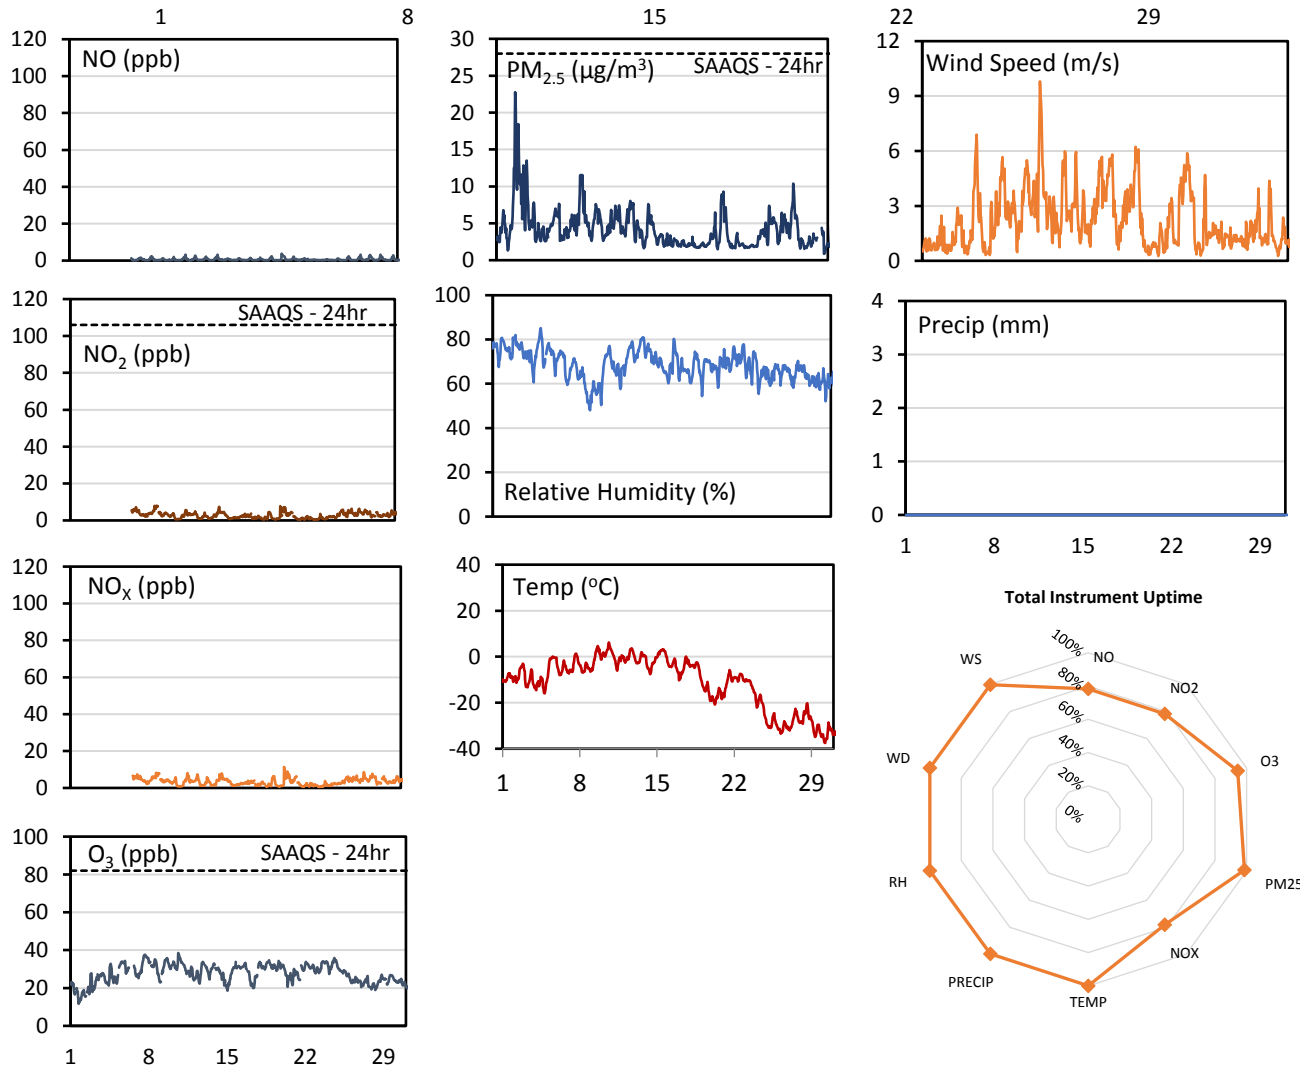 1 8 15 22 29
NO (ppb)
120
100
80
60
40
20
0
PM2.5 (µg/m³)
SAAQS - 24hr
30
25
20
15
10
5
0
Wind Speed (m/s)
12
9
6
3
0
NO2 (ppb)
SAAQS - 24hr
120
100
80
60
40
20
0
Relative Humidity (%)
100
80
60
40
20
0
Precip (mm)
4
3
2
1
0
1 8 15 22 29
NOX (ppb)
120
100
80
60
40
20
0
Temp (°C)
40
20
0
-20
-40
1 8 15 22 29
Total Instrument Uptime
100%
80%
60%
40%
20%
0%
NO
NO2
O3
PM25
NOX
TEMP
PRECIP
RH
WD
WS
O3 (ppb)
SAAQS - 24hr
100
80
60
40
20
0
1 8 15 22 29